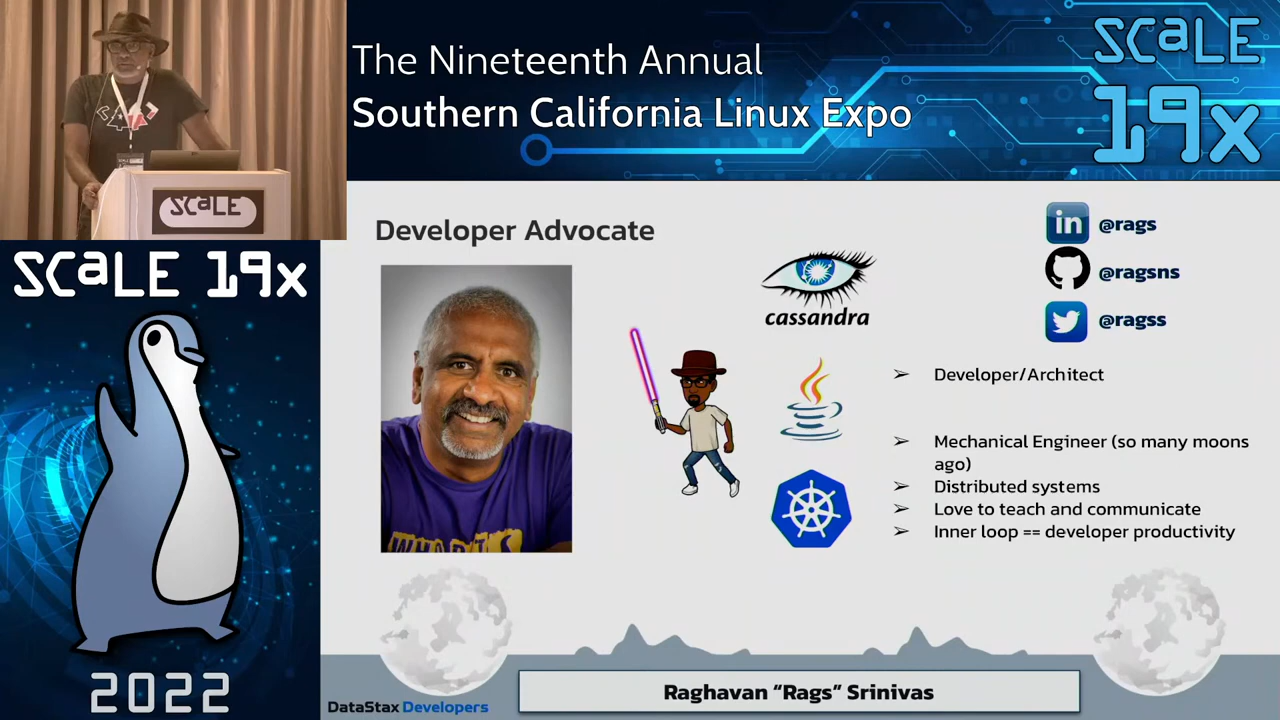 The Nineteenth Annual
Southern California Linux Expo
SCaLE
19x
SCaLE
SCaLE 19x
2022
Developer Advocate
cassandra
in @rags
@ragsns
@ragss
➢ Developer/Architect
➢ Mechanical Engineer (so many moons
ago)
➢ Distributed systems
➢ Love to teach and communicate
➢ Inner loop == developer productivity
Raghavan “Rags” Srinivas
DataStax Developers